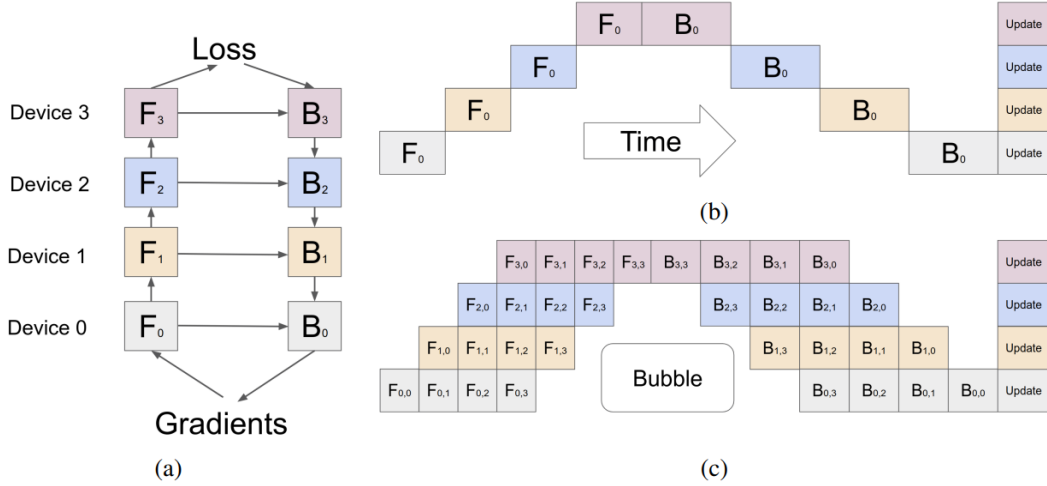 Loss
Device 3
F3
B3
Device 2
F2
B2
Device 1
F1
B1
Device 0
F0
B0
Gradients
(a)
F0 B0 Update
F0 B0 Update
F0 B0 Update
F0 B0 Update
Time
(b)
F3,0 F3,1 F3,2 F3,3 B3,3 B3,2 B3,1 B3,0 Update
F2,0 F2,1 F2,2 F2,3 B2,3 B2,2 B2,1 B2,0 Update
F1,0 F1,1 F1,2 F1,3 B1,3 B1,2 B1,1 B1,0 Update
Bubble
F0,0 F0,1 F0,2 F0,3 B0,3 B0,2 B0,1 B0,0 Update
(c)